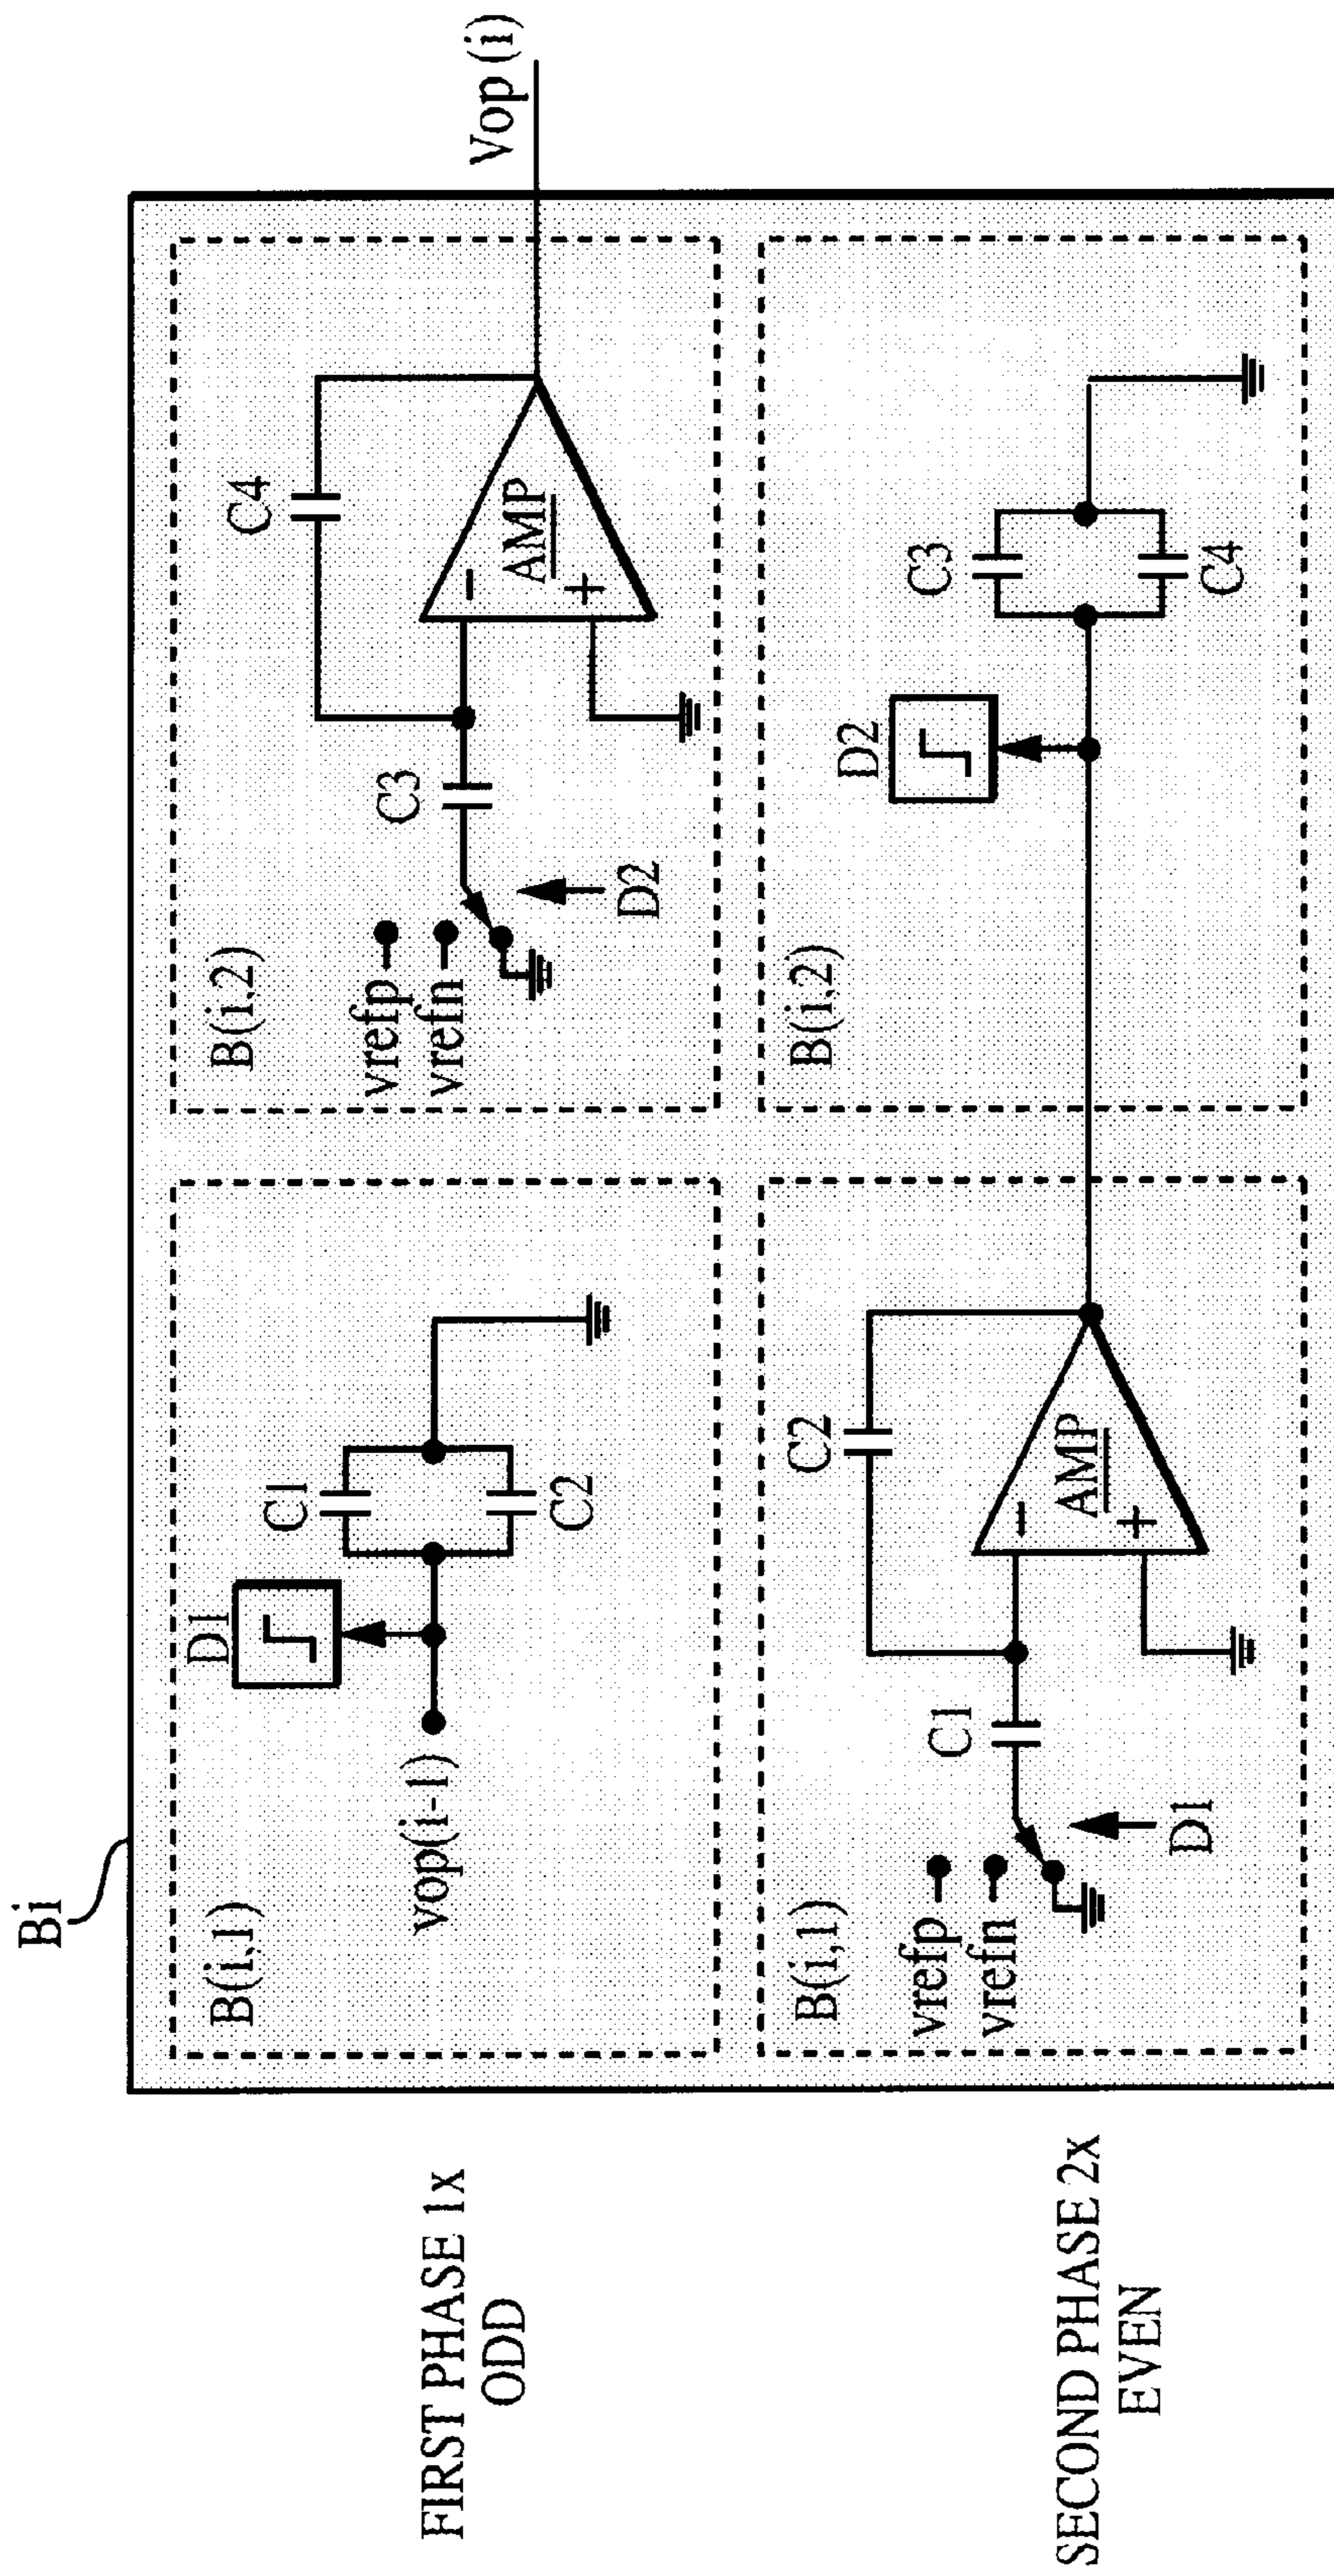 Bi
FIRST PHASE 1x
ODD
B(i,1)
vop(i-1)
D1
C1
C2
B(i,2)
vrefp
vrefn
D2
C3
C4
−
AMP
+
Vop (i)
SECOND PHASE 2x
EVEN
B(i,1)
vrefp
vrefn
D1
C1
C2
−
AMP
+
B(i,2)
D2
C3
C4